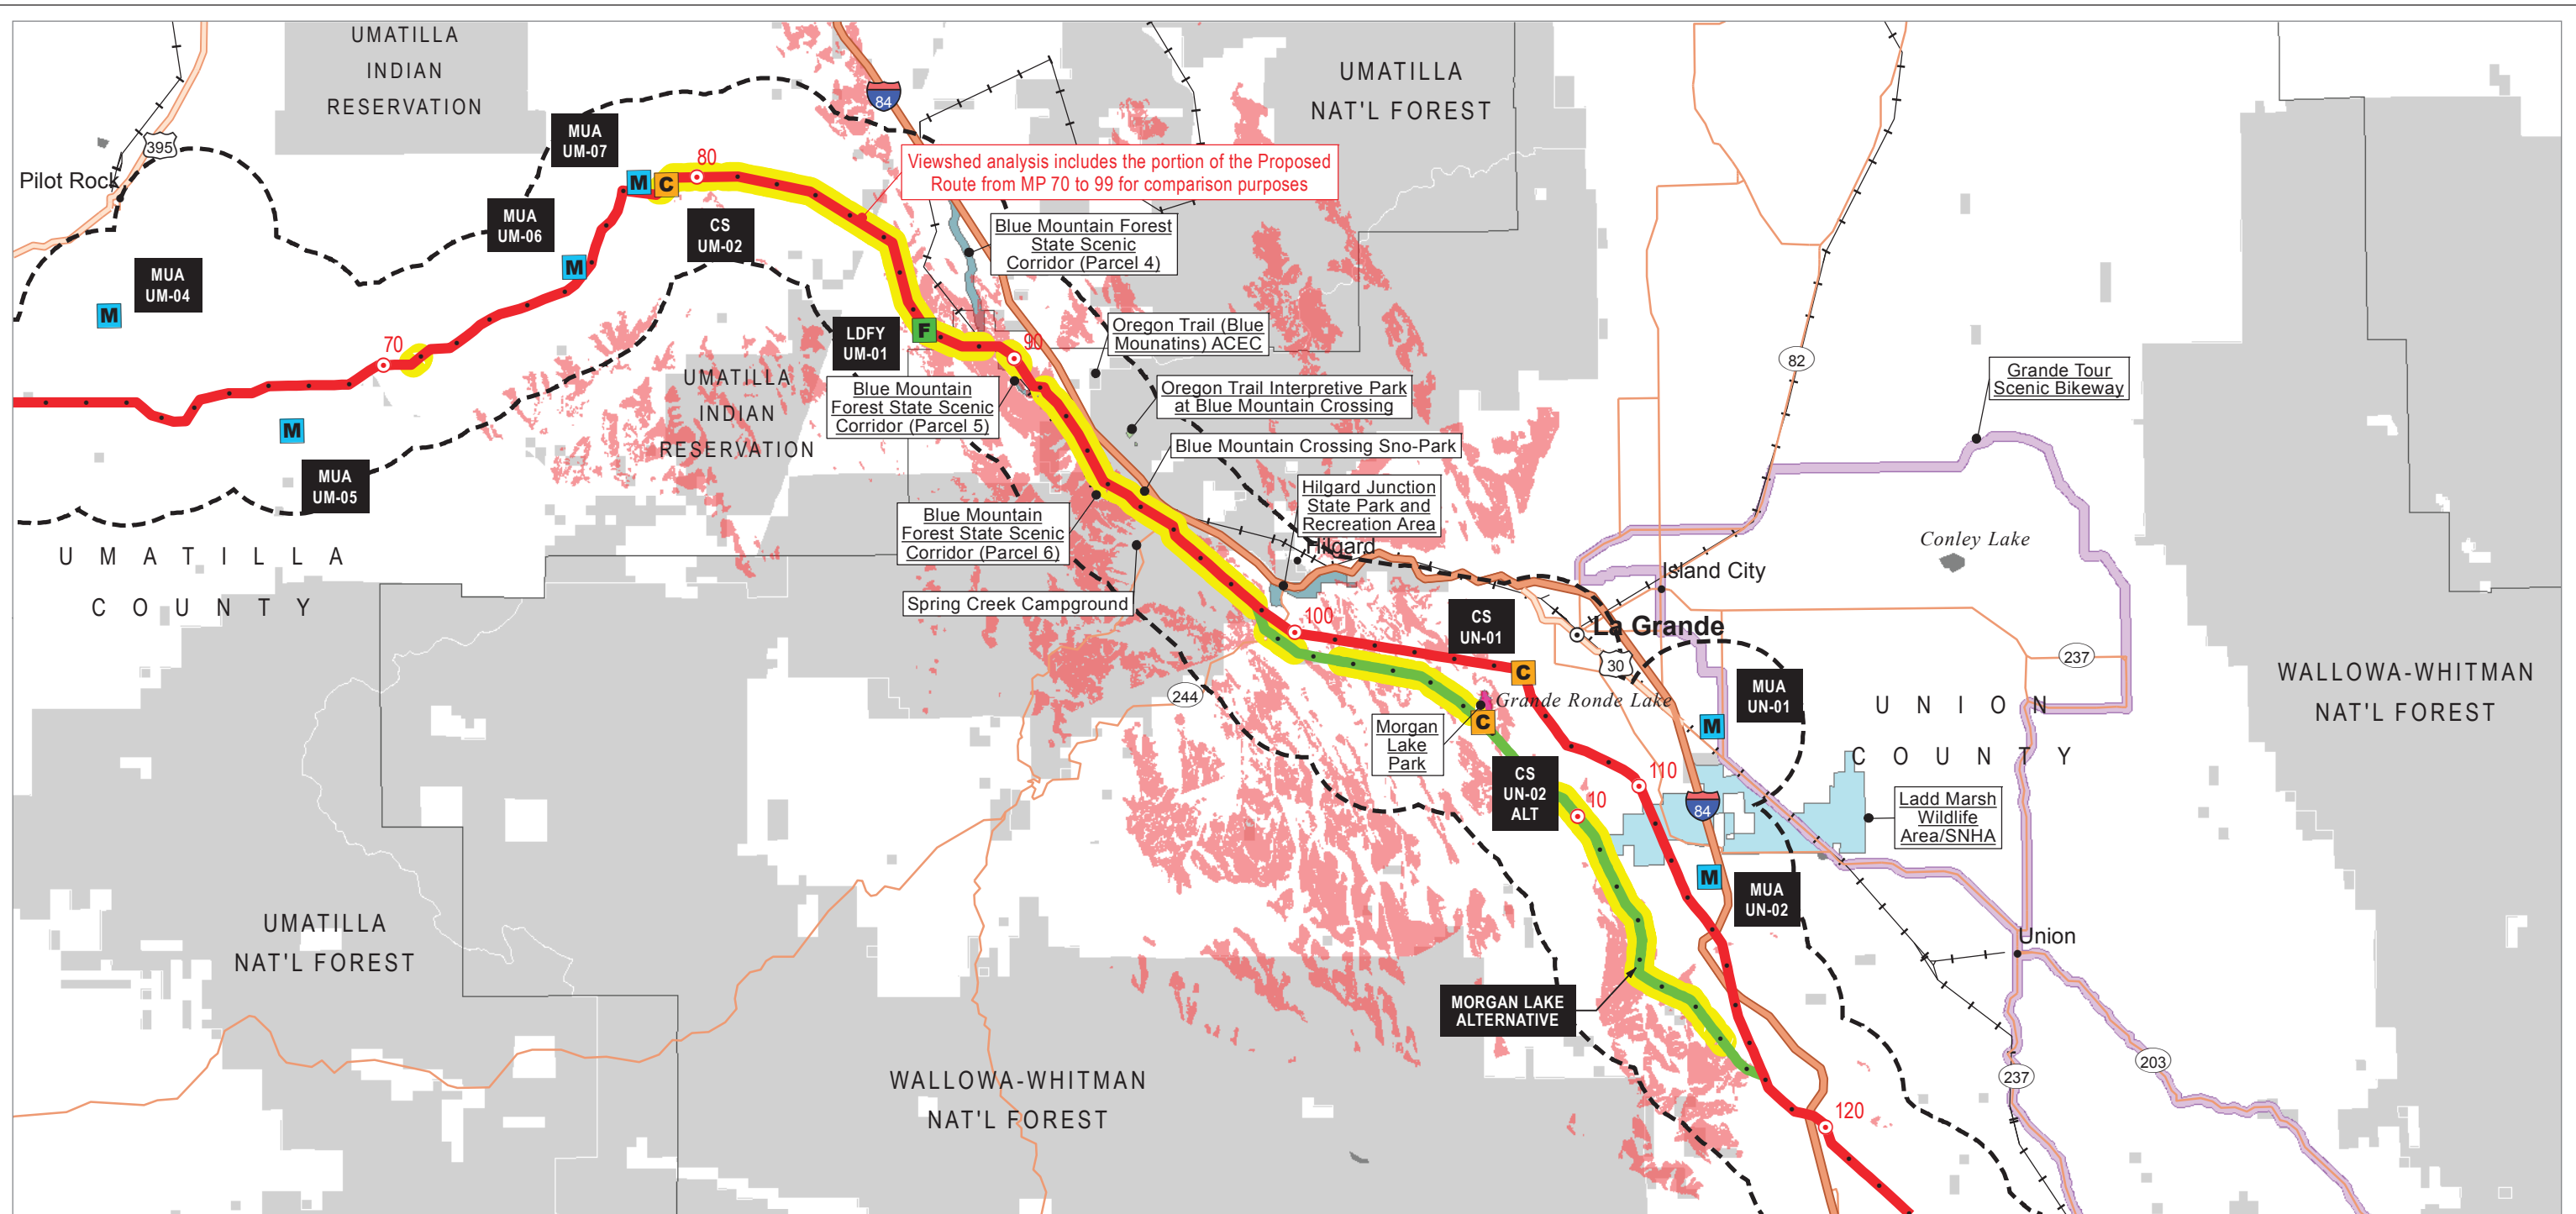 UMATILLA
INDIAN
RESERVATION
84
UMATILLA
NAT'L FOREST
MUA
UM-07
395
Pilot Rock
M
C
80
Viewshed analysis includes the portion of the Proposed
Route from MP 70 to 99 for comparison purposes
MUA
UM-06
CS
UM-02
Blue Mountain Forest
State Scenic
Corridor (Parcel 4)
M
MUA
UM-04
M
70
LDFY
UM-01
F
90
Oregon Trail (Blue
Mounatins) ACEC
82
Grande Tour
Scenic Bikeway
UMATILLA
INDIAN
RESERVATION
Blue Mountain
Forest State Scenic
Corridor (Parcel 5)
Oregon Trail Interpretive Park
at Blue Mountain Crossing
M
Blue Mountain Crossing Sno-Park
MUA
UM-05
Blue Mountain
Forest State Scenic
Corridor (Parcel 6)
Hilgard Junction
State Park and
Recreation Area
Hilgard
Conley Lake
UMATILLA
COUNTY
Island City
Spring Creek Campground
100
CS
UN-01
La Grande
30
237
C
244
Grande Ronde Lake
MUA
UN-01
UNION
COUNTY
WALLOWA-WHITMAN
NAT'L FOREST
C
M
Morgan
Lake
Park
CS
UN-02
ALT
10
110
84
Ladd Marsh
Wildlife
Area/SNHA
M
MUA
UN-02
UMATILLA
NAT'L FOREST
Union
MORGAN LAKE
ALTERNATIVE
203
237
WALLOWA-WHITMAN
NAT'L FOREST
120